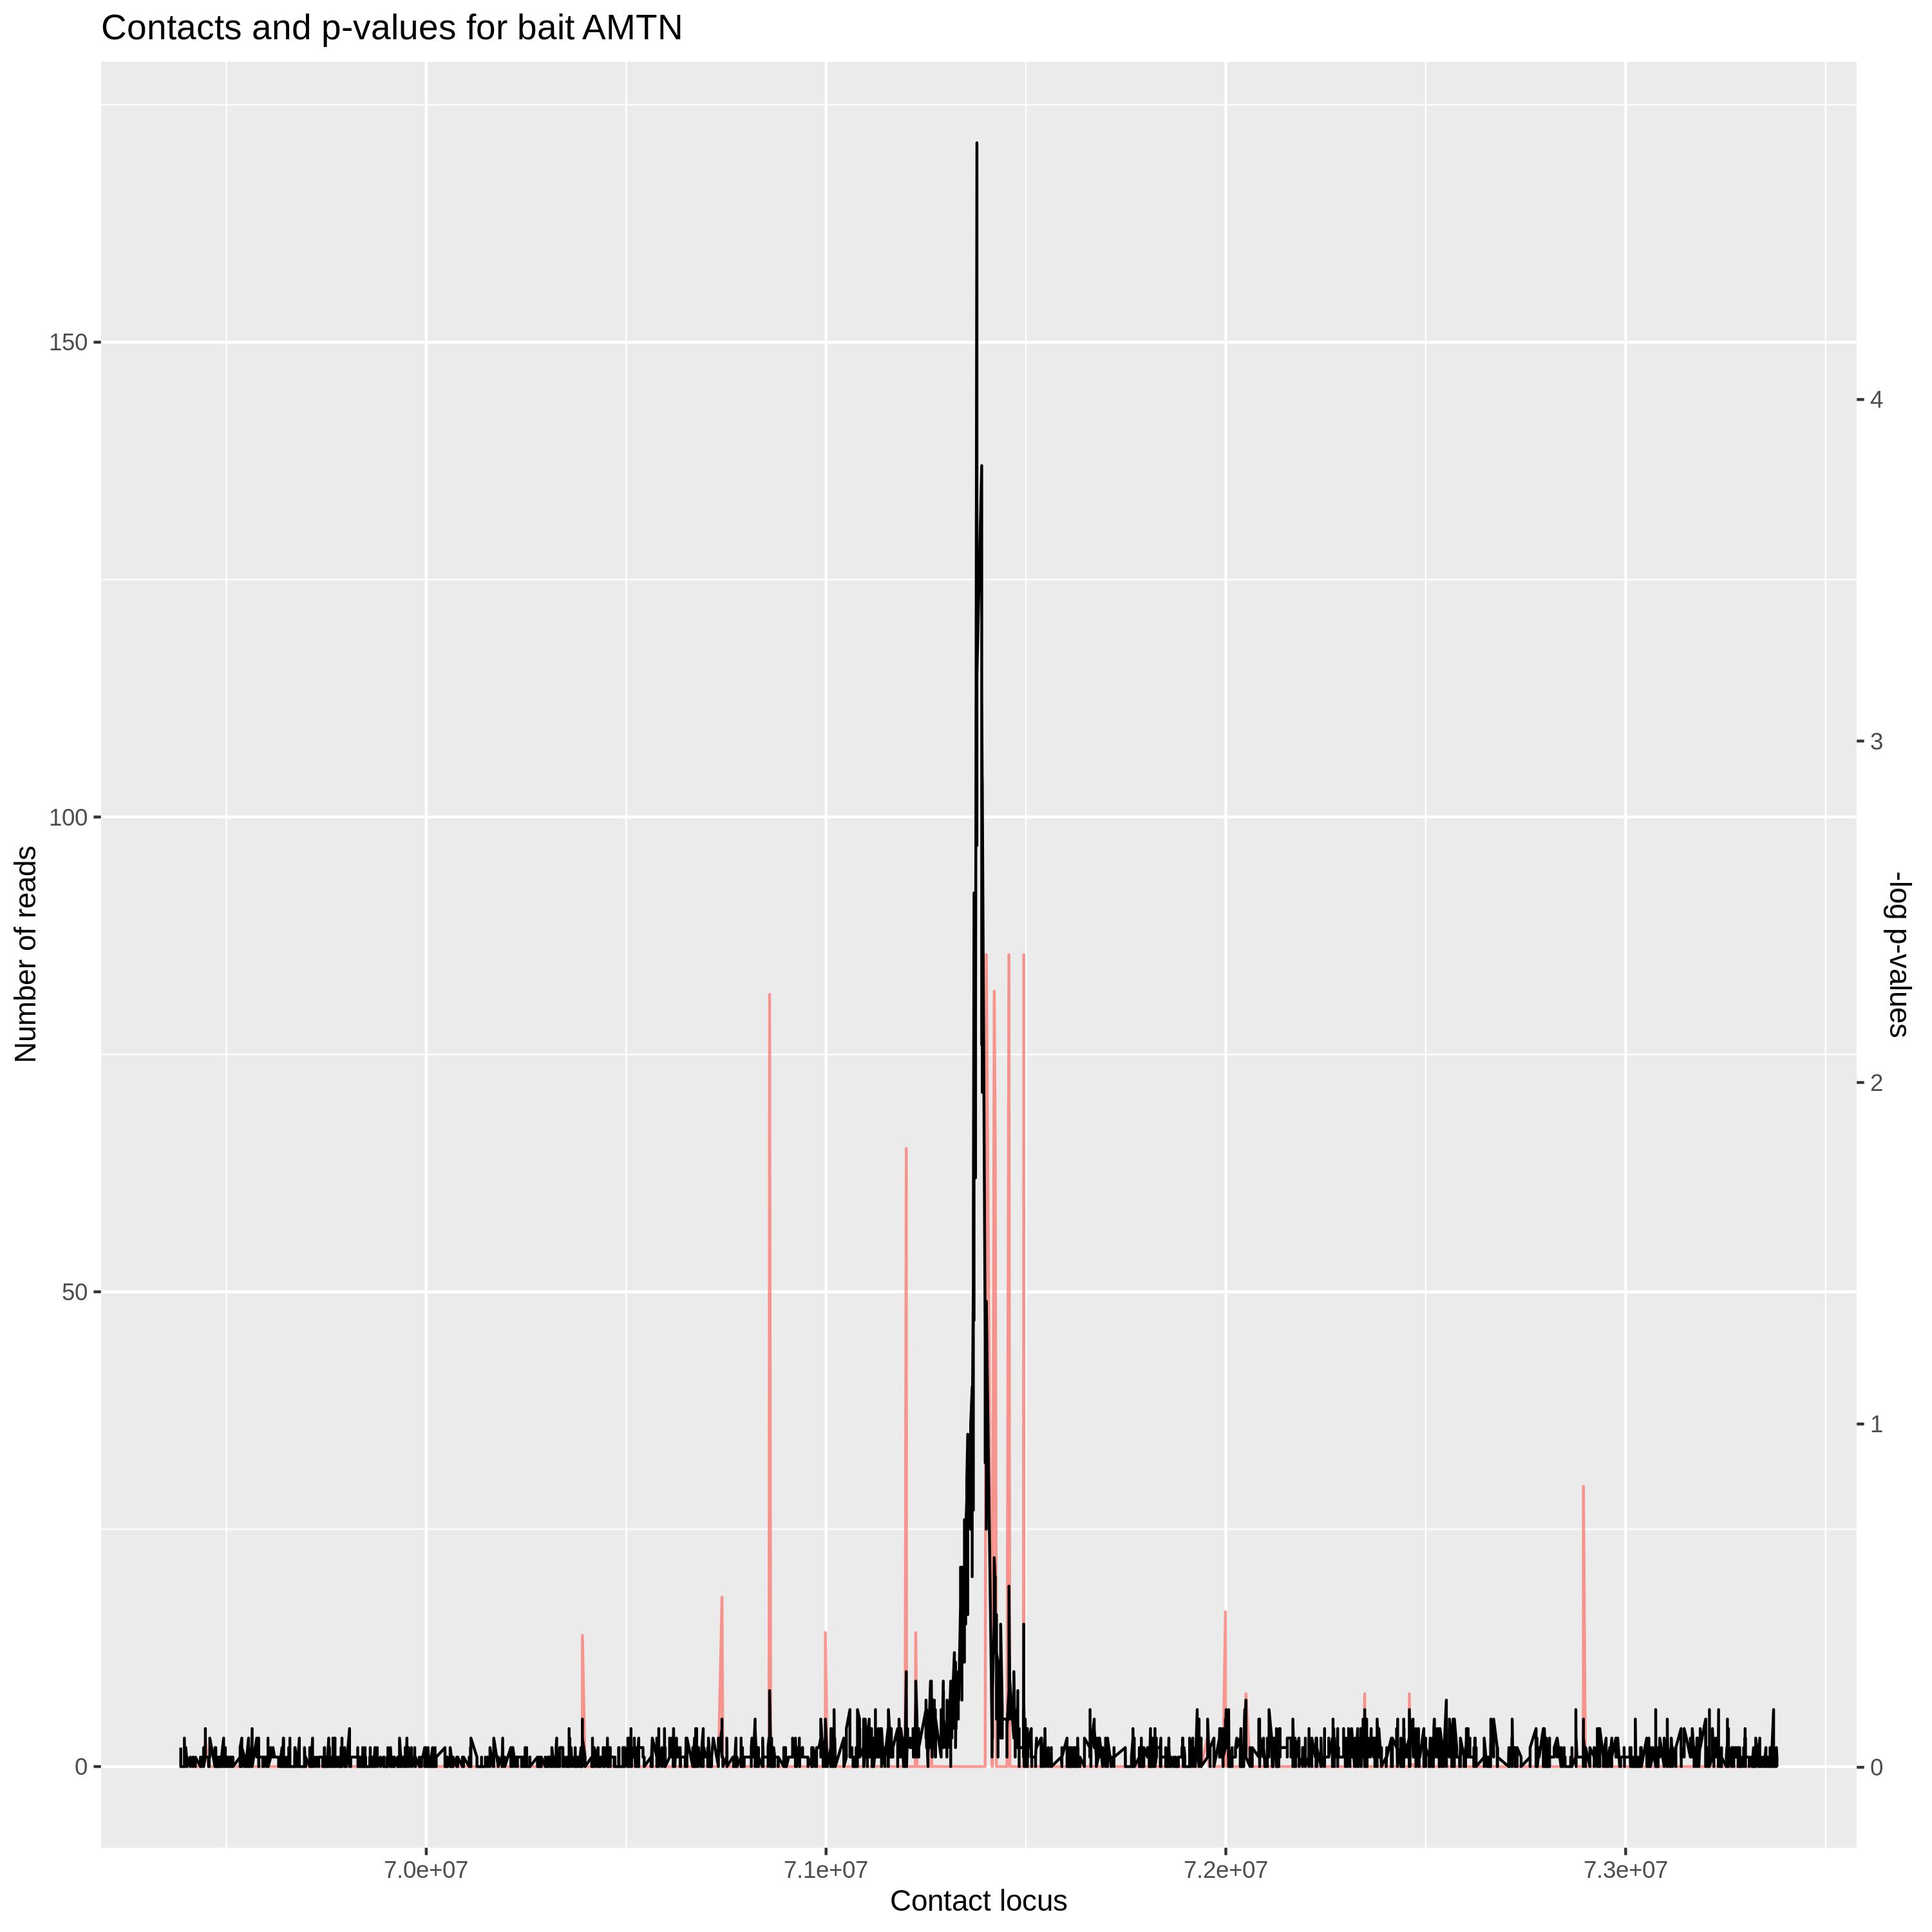 Contacts and p-values for bait AMTN
150
100
50
0
Number of reads
4
3
2
1
0
-log p-values
7.0e+07
7.1e+07
7.2e+07
7.3e+07
Contact locus